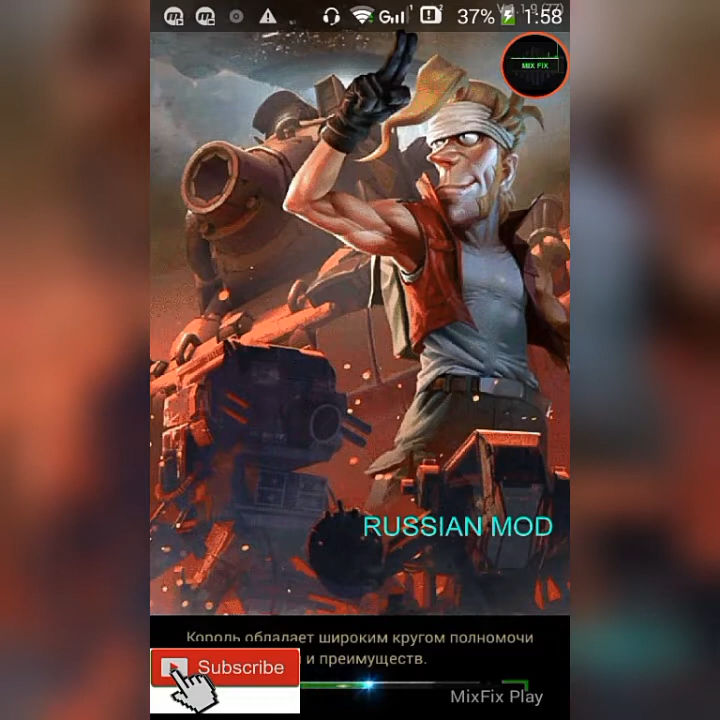 37% 1:58
MIX FIX
RUSSIAN MOD
Король обладает широким кругом полномочи
и преимуществ.
Subscribe
MixFix Play